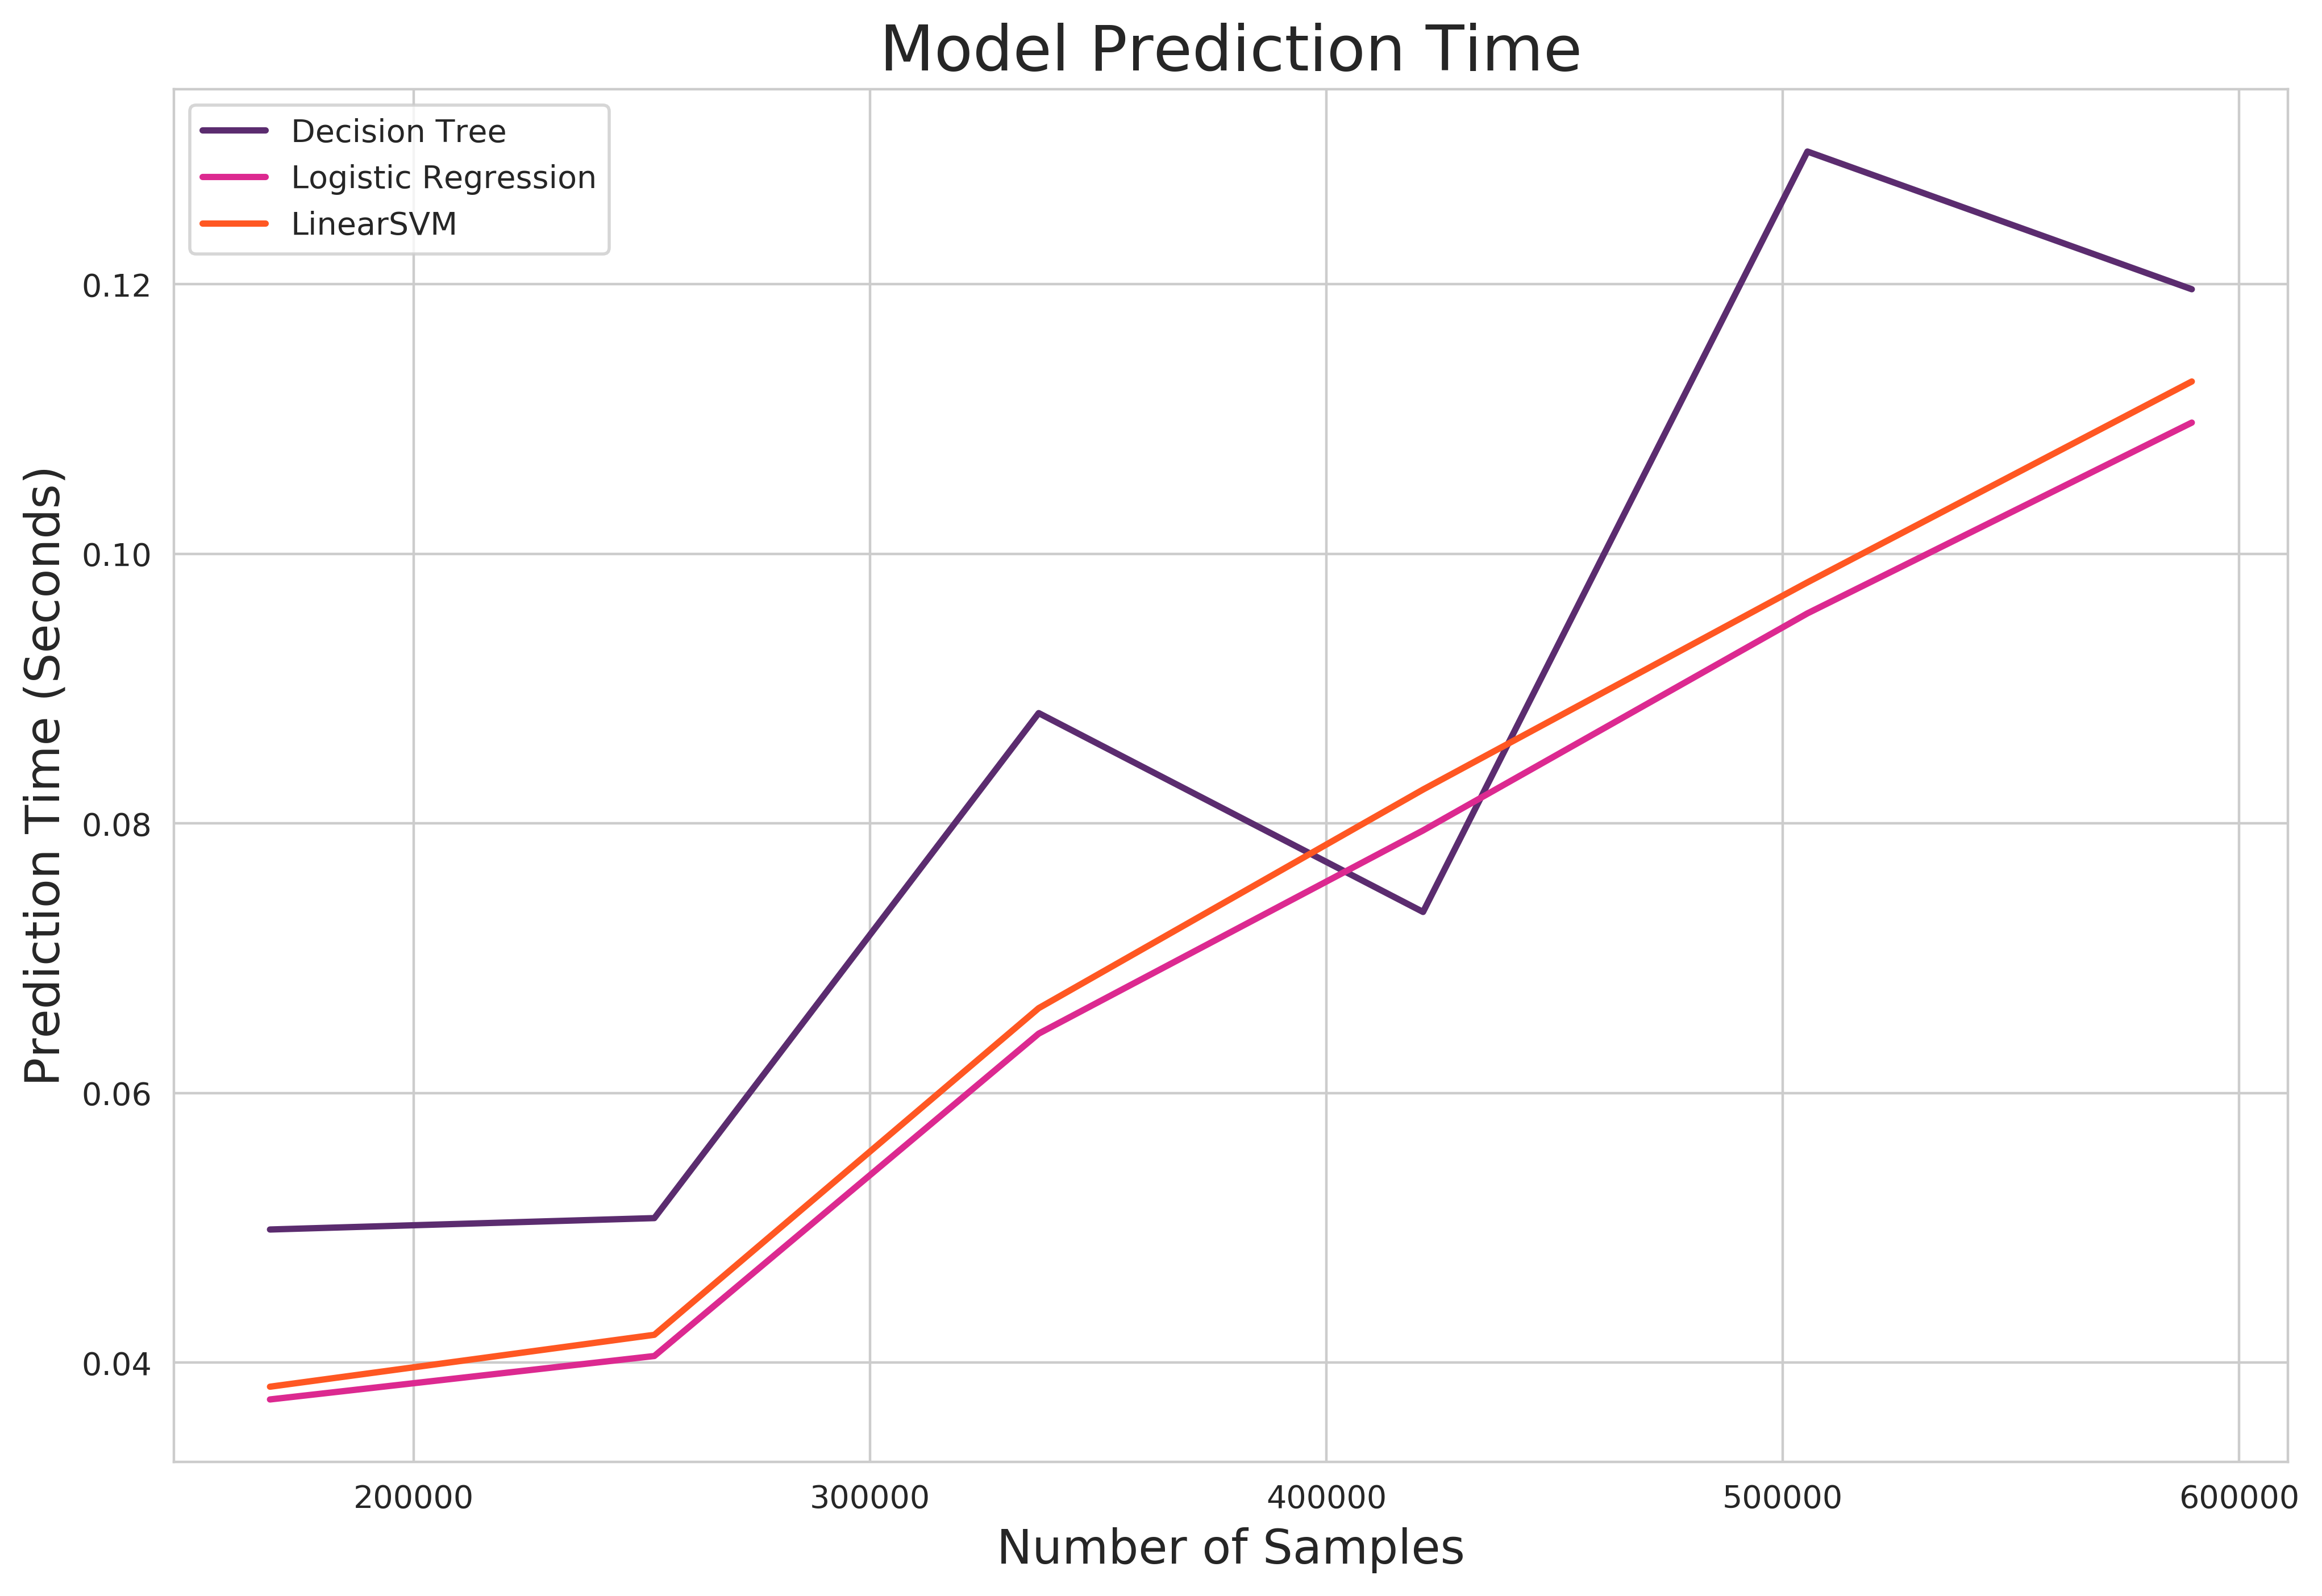 Model Prediction Time
Decision Tree
Logistic Regression
LinearSVM
Prediction Time (Seconds)
0.12
0.10
0.08
0.06
0.04
200000 300000 400000 500000 600000
Number of Samples